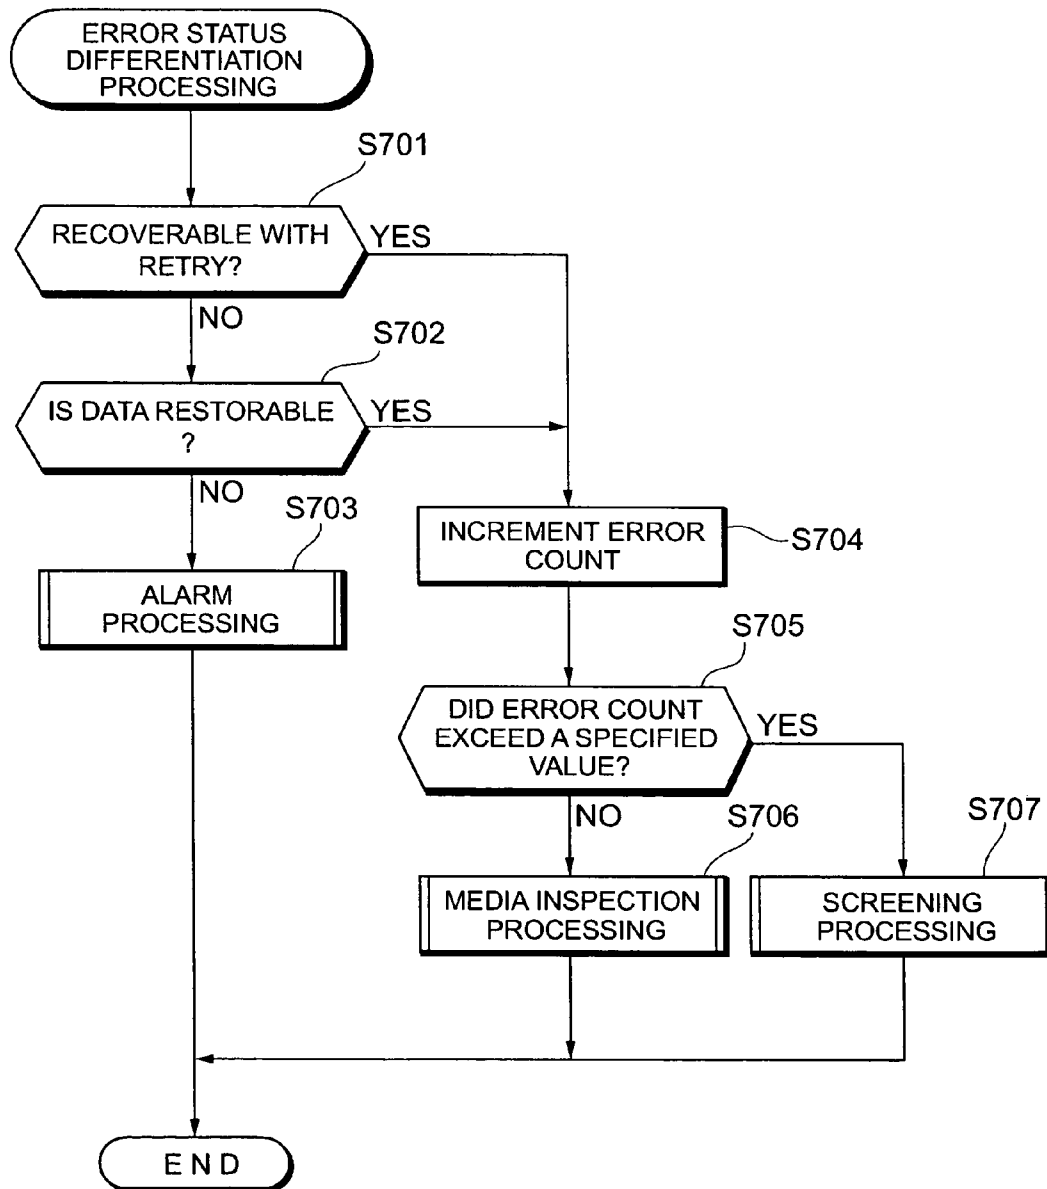 ERROR STATUS
DIFFERENTIATION
PROCESSING
S701
RECOVERABLE WITH
RETRY?
YES
NO
S702
IS DATA RESTORABLE
?
YES
NO
S703
ALARM
PROCESSING
INCREMENT ERROR
COUNT
S704
S705
DID ERROR COUNT
EXCEED A SPECIFIED
VALUE?
YES
NO
S706
MEDIA INSPECTION
PROCESSING
S707
SCREENING
PROCESSING
END